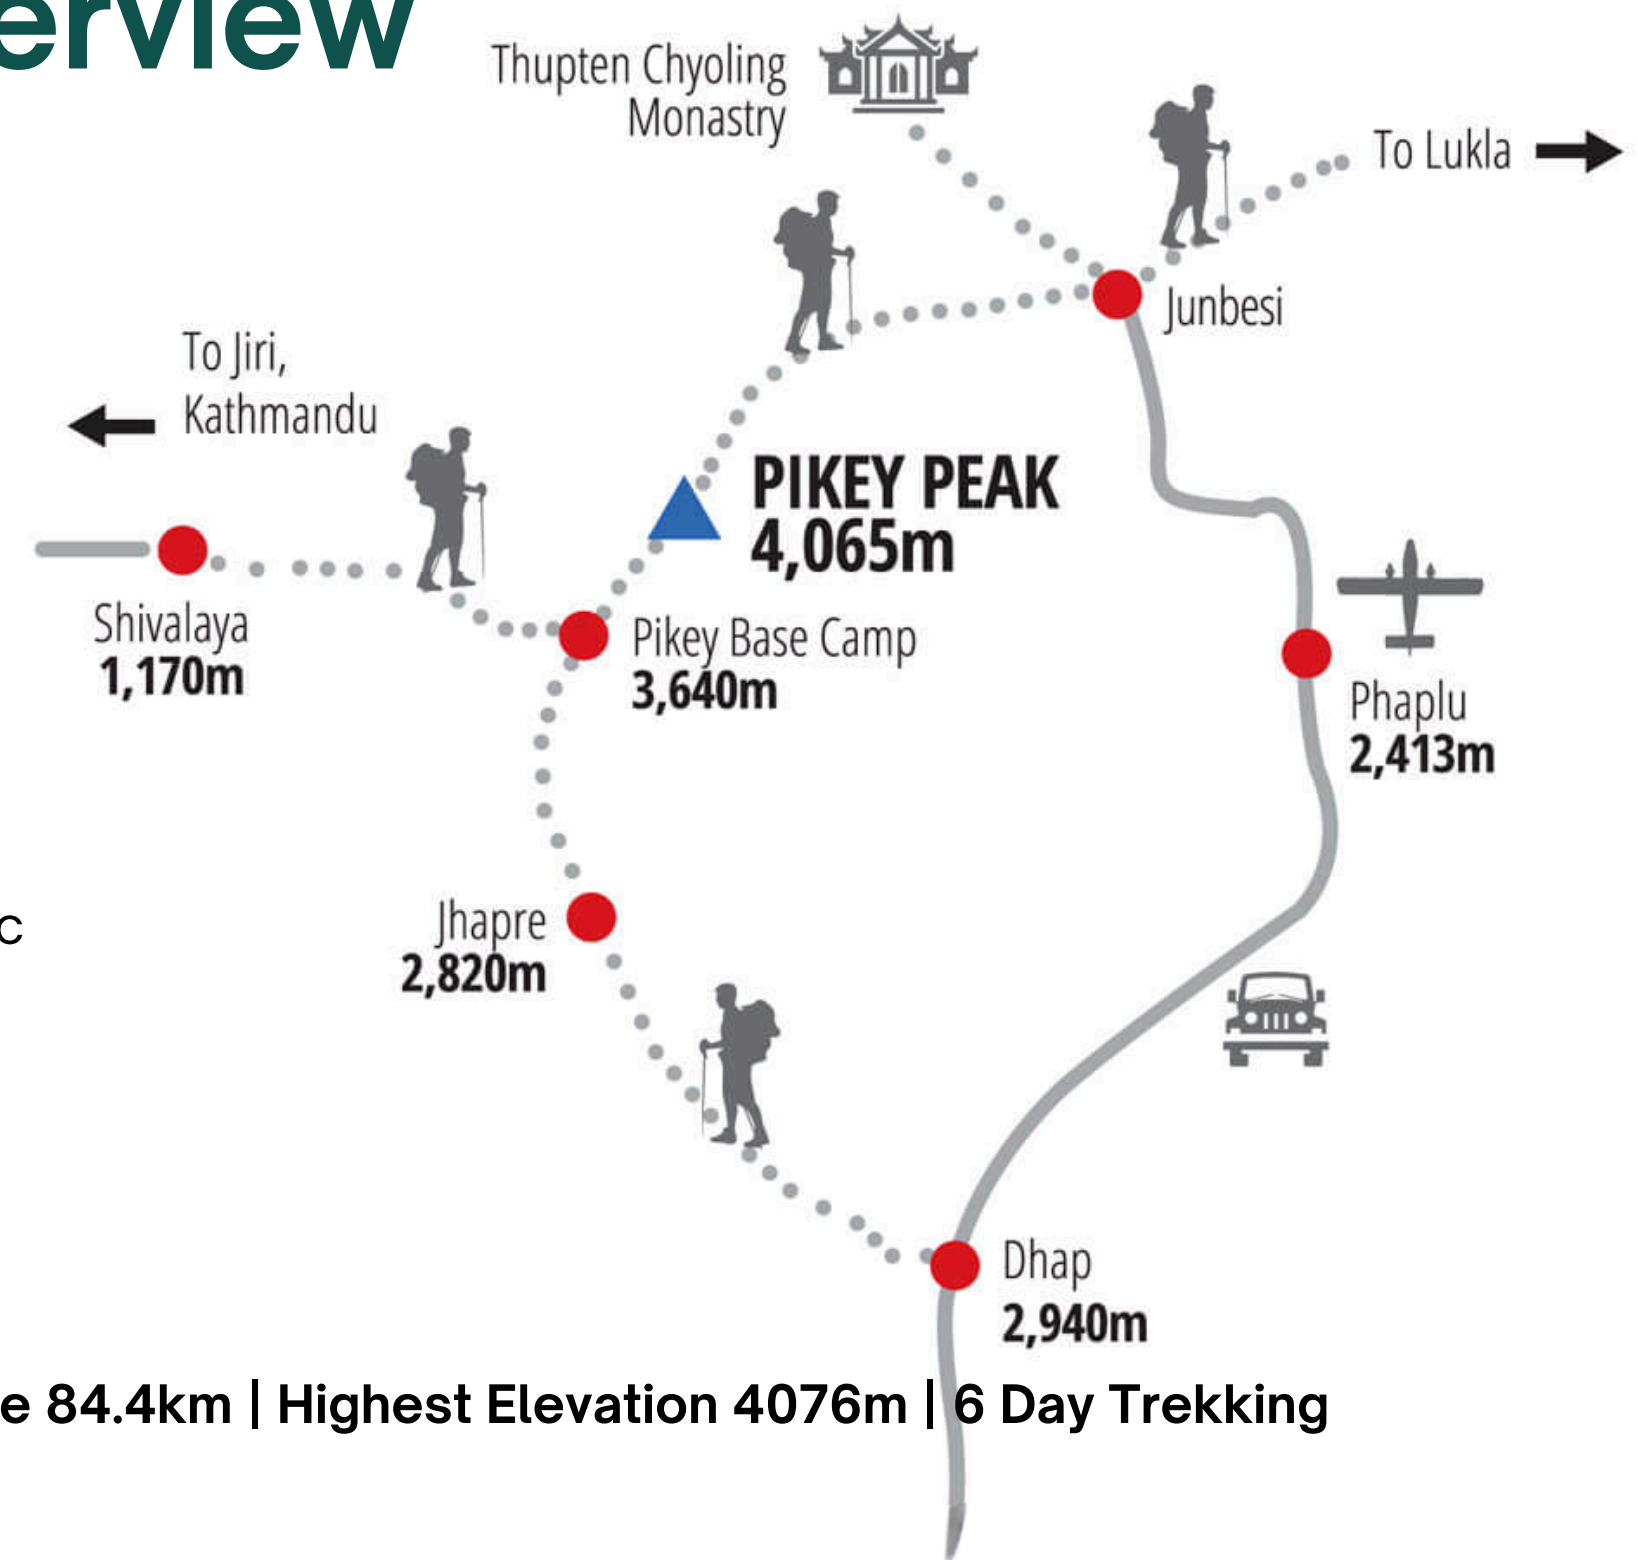 erview
Thupten Chyoling
Monastry
To Lukla
Junbesi
To Jiri,
Kathmandu
PIKEY PEAK
4,065m
Shivalaya
1,170m
Pikey Base Camp
3,640m
Phaplu
2,413m
Jhapre
2,820m
c
Dhap
2,940m
e 84.4km | Highest Elevation 4076m | 6 Day Trekking